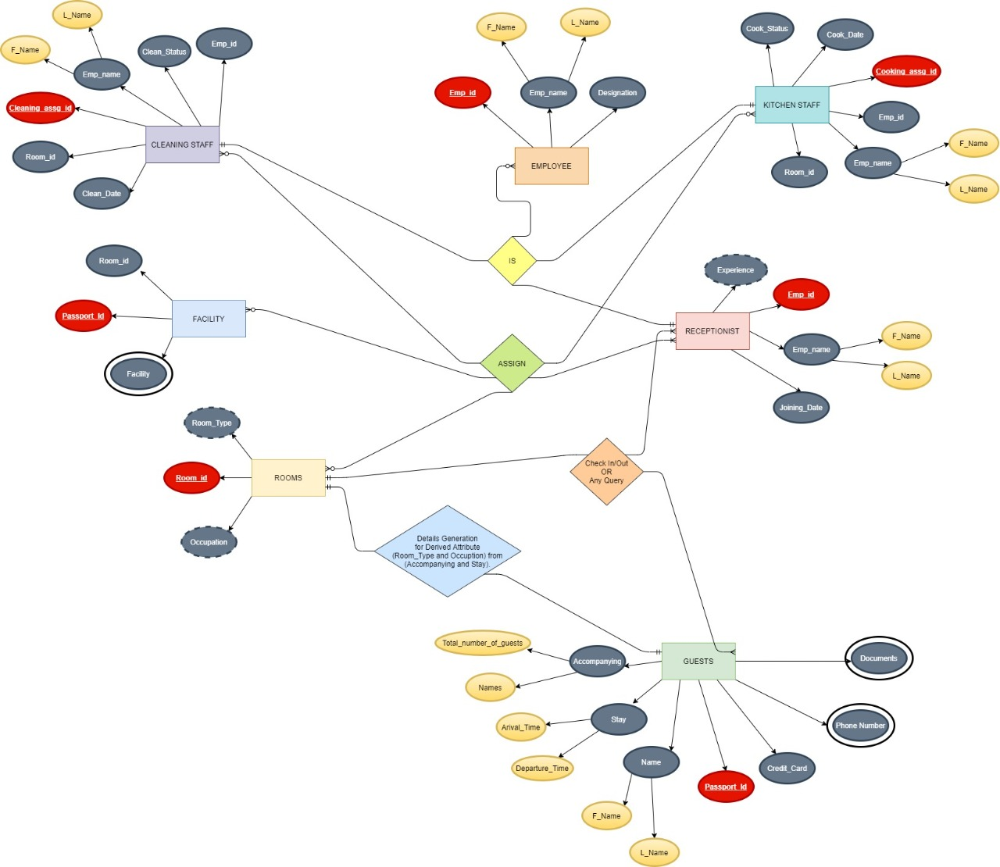 L_Name
F_Name
Emp_name
Clean_Status
Emp_id
Cleaning_assg_id
Room_id
Clean_Date
CLEANING STAFF
F_Name
L_Name
Emp_id
Emp_name
Designation
EMPLOYEE
Cook_Status
Cook_Date
Cooking_assg_id
KITCHEN STAFF
Emp_id
Emp_name
Room_id
F_Name
L_Name
IS
Room_id
Passport_Id
FACILITY
Facility
ASSIGN
Experience
Emp_id
RECEPTIONIST
Emp_name
F_Name
L_Name
Joining_Date
Room_Type
Room_id
ROOMS
Occupation
Check In/Out
OR
Any Query
Details Generation
for Derived Attribute
(Room_Type and Occuption) from
(Accompanying and Stay).
Total_number_of_guests
Accompanying
Names
GUESTS
Documents
Stay
Arival_Time
Departure_Time
Phone Number
Name
Credit_Card
Passport_Id
F_Name
L_Name